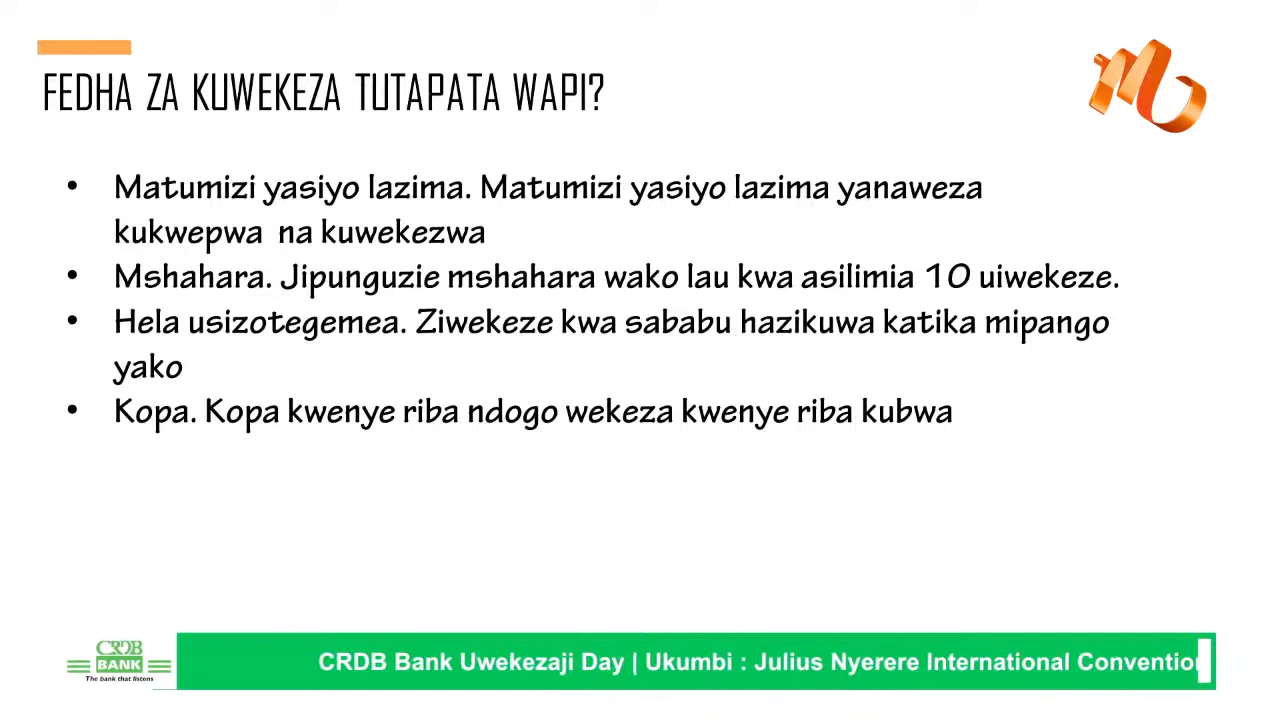 FEDHA ZA KUWEKEZA TUTAPATA WAPI?
• Matumizi yasiyo lazima. Matumizi yasiyo lazima yanaweza
kukwepwa na kuwekezwa
• Mshahara. Jipunguzie mshahara wako lau kwa asilimia 10 uiwekeze.
• Hela usizotegemea. Ziwekeze kwa sababu hazikuwa katika mipango
yako
• Kopa. Kopa kwenye riba ndogo wekeza kwenye riba kubwa
CRDB
BANK
The bank that listens
CRDB Bank Uwekezaji Day | Ukumbi : Julius Nyerere International Convention